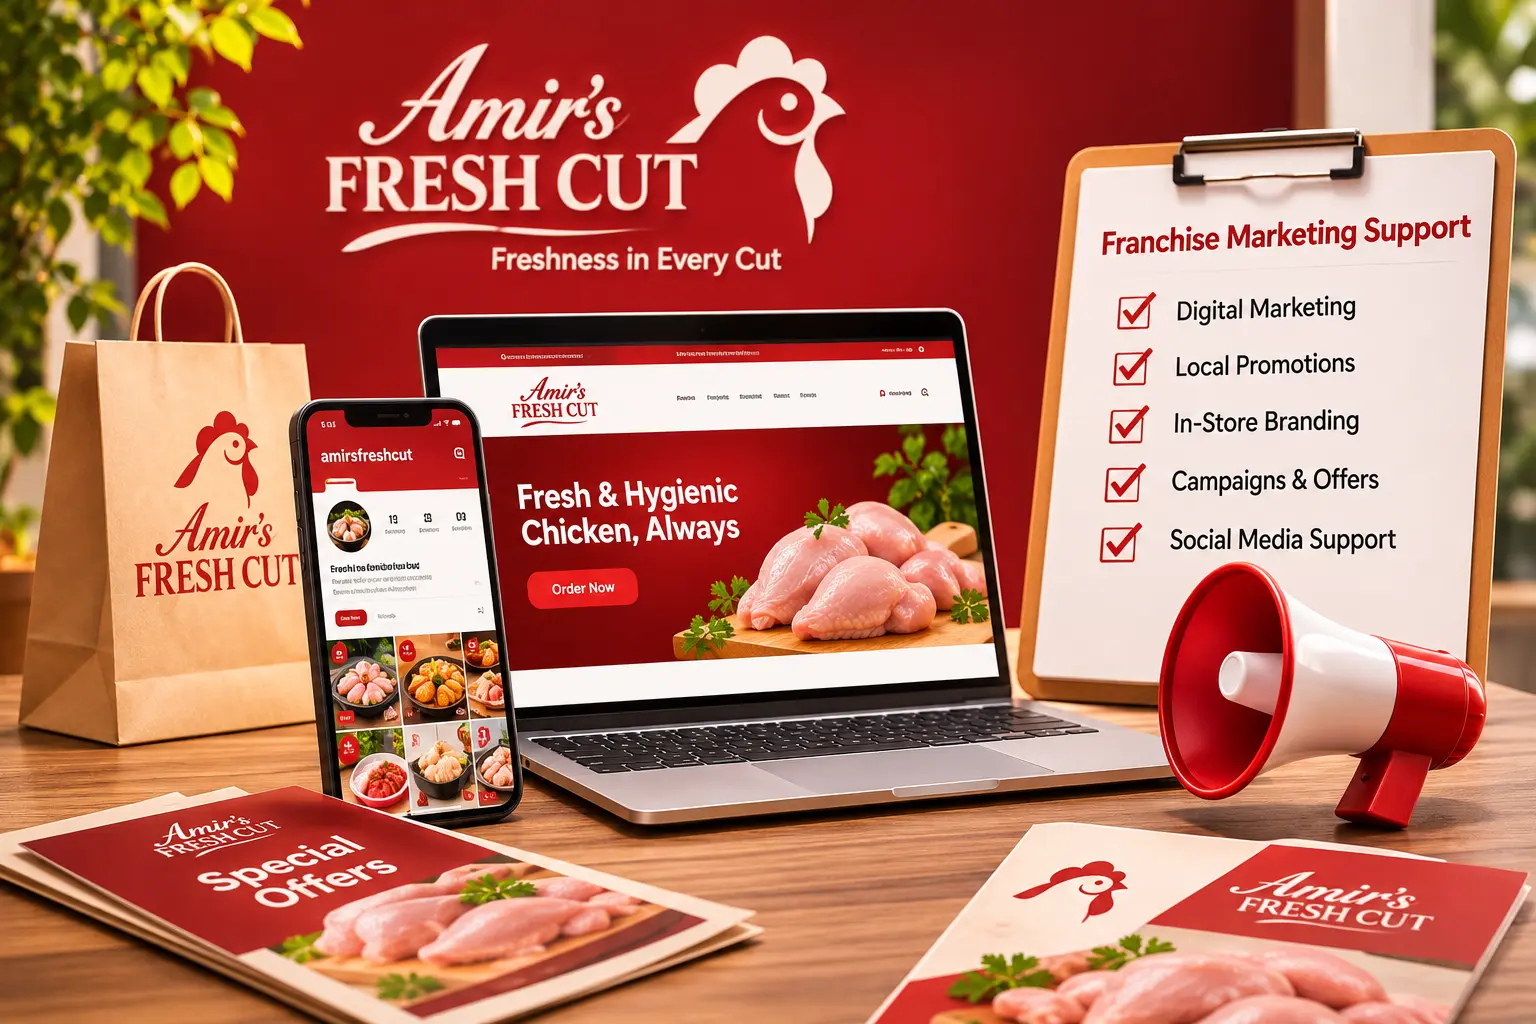 Amir's
FRESH CUT
Freshness in Every Cut
Franchise Marketing Support
Digital Marketing
Local Promotions
In-Store Branding
Campaigns & Offers
Social Media Support
Amir's
FRESH CUT
amirsfreshcut
Amir's
FRESH CUT
Fresh & Hygienic
Chicken, Always
Order Now
Amir's
FRESH CUT
Special
Offers
Amir's
FRESH CUT